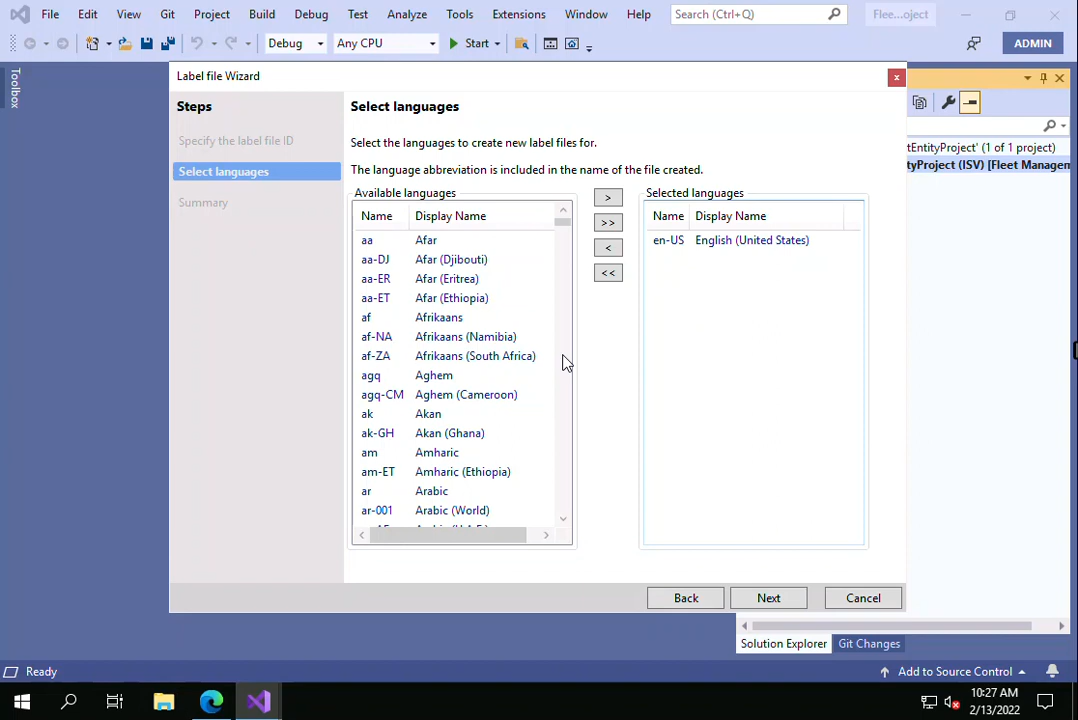 File Edit View Git Project Build Debug Test Analyze Tools Extensions Window Help Search (Ctrl+Q) Flee...oject
Debug Any CPU Start ADMIN
Toolbox
Label file Wizard
Steps
Specify the label file ID
Select languages
Summary
Select languages
Select the languages to create new label files for.
The language abbreviation is included in the name of the file created.
Available languages
Name Display Name
aa Afar
aa-DJ Afar (Djibouti)
aa-ER Afar (Eritrea)
aa-ET Afar (Ethiopia)
af Afrikaans
af-NA Afrikaans (Namibia)
af-ZA Afrikaans (South Africa)
agq Aghem
agq-CM Aghem (Cameroon)
ak Akan
ak-GH Akan (Ghana)
am Amharic
am-ET Amharic (Ethiopia)
ar Arabic
ar-001 Arabic (World)
>
>>
<
<<
Selected languages
Name Display Name
en-US English (United States)
Back Next Cancel
tEntityProject' (1 of 1 project)
tyProject (ISV) [Fleet Managem
Solution Explorer Git Changes
Ready Add to Source Control
10:27 AM
2/13/2022